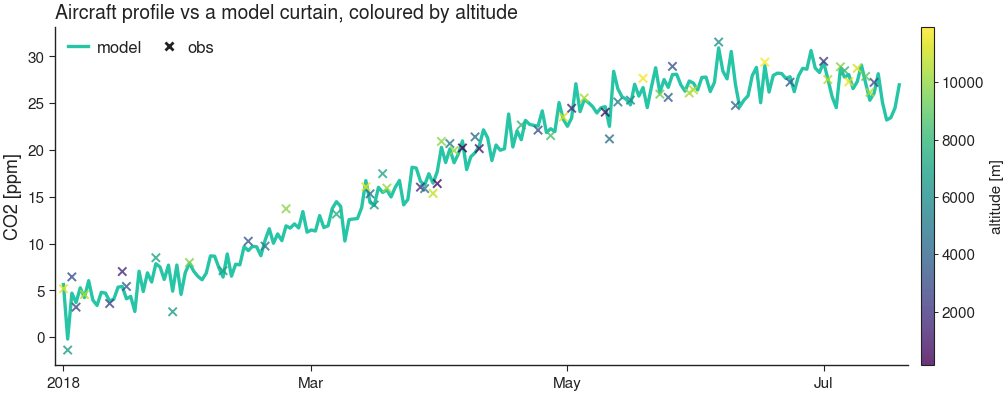 Aircraft profile vs a model curtain, coloured by altitude
model
obs
CO2 [ppm]
30
25
20
15
10
5
0
2018
Mar
May
Jul
10000
8000
6000
4000
2000
altitude [m]